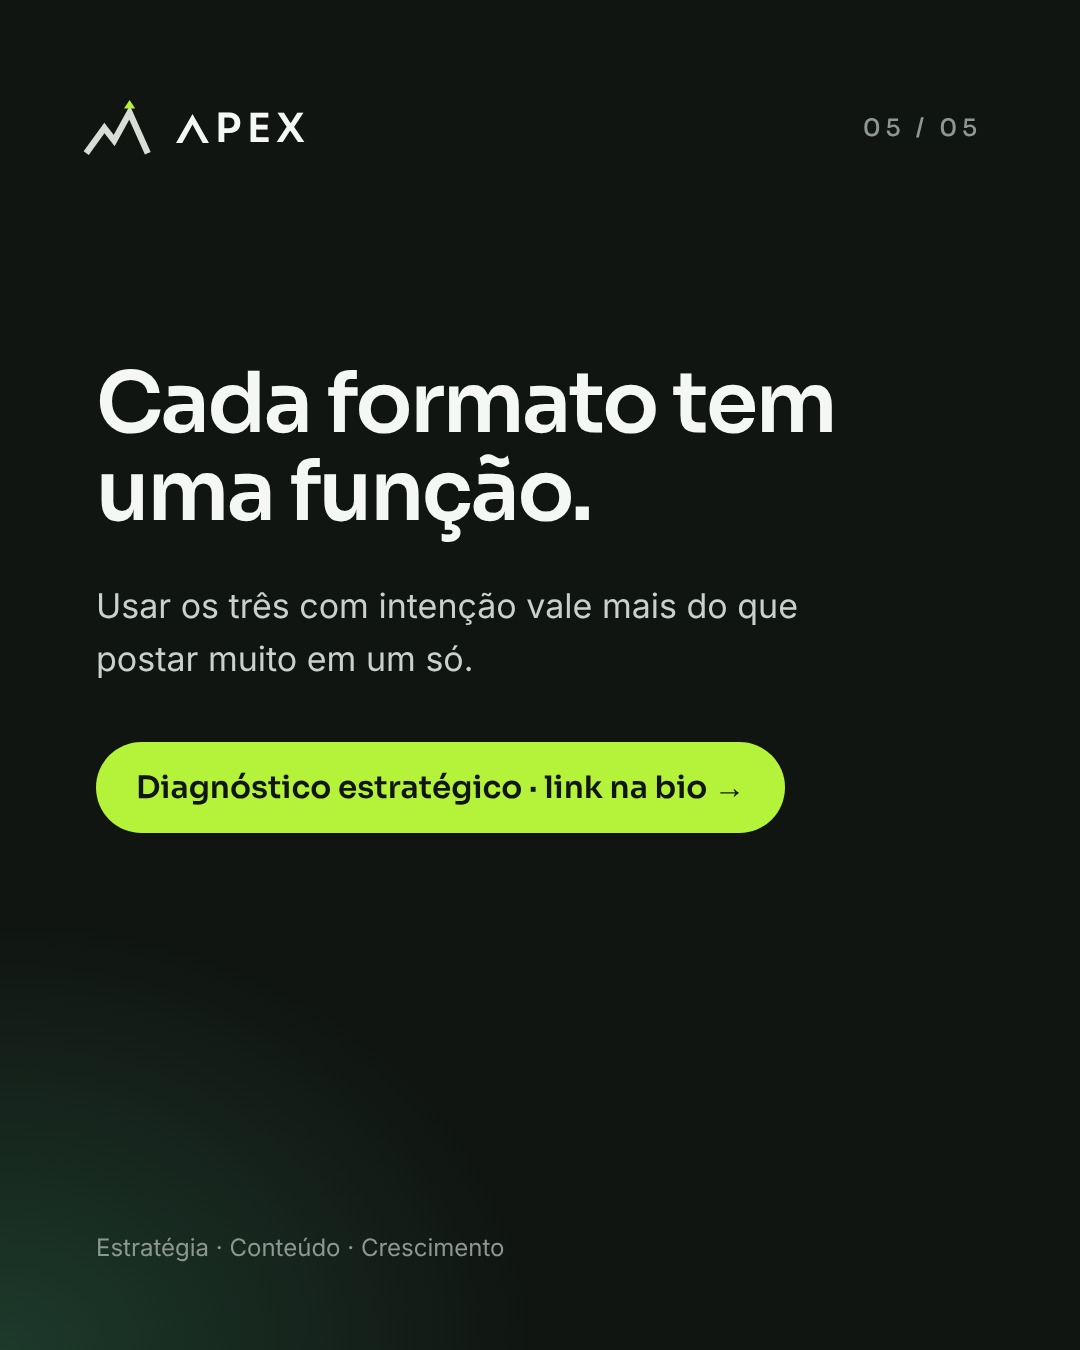 APEX
05 / 05
Cada formato tem
uma função.
Usar os três com intenção vale mais do que
postar muito em um só.
Diagnóstico estratégico · link na bio →
Estratégia · Conteúdo · Crescimento